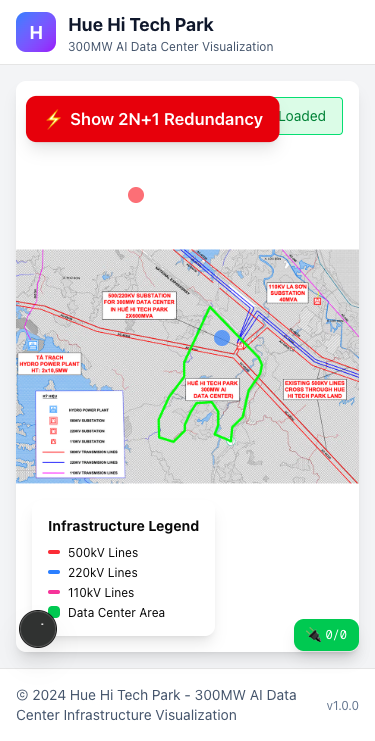 H
Hue Hi Tech Park
300MW AI Data Center Visualization
⚡ Show 2N+1 Redundancy
Loaded
500/220KV SUBSTATION
FOR 300MW DATA CENTER
IN HUẾ HI TECH PARK
2X600MVA
110KV LA SƠN
SUBSTATION
40MVA
TẢ TRẠCH
HYDRO POWER PLANT
HT: 2x10,5MW
HUẾ HI TECH PARK
300MW AI
DATA CENTER)
EXISTING 500KV LINES
CROSS THROUGH HUE
HI TECH PARK LAND
HYDRO POWER PLANT
500KV SUBSTATION
220KV SUBSTATION
110KV SUBSTATION
500KV TRANSMISSION LINES
220KV TRANSMISSION LINES
110KV TRANSMISSION LINES
Infrastructure Legend
500kV Lines
220kV Lines
110kV Lines
Data Center Area
🔌 0/0
© 2024 Hue Hi Tech Park - 300MW AI Data
Center Infrastructure Visualization
v1.0.0